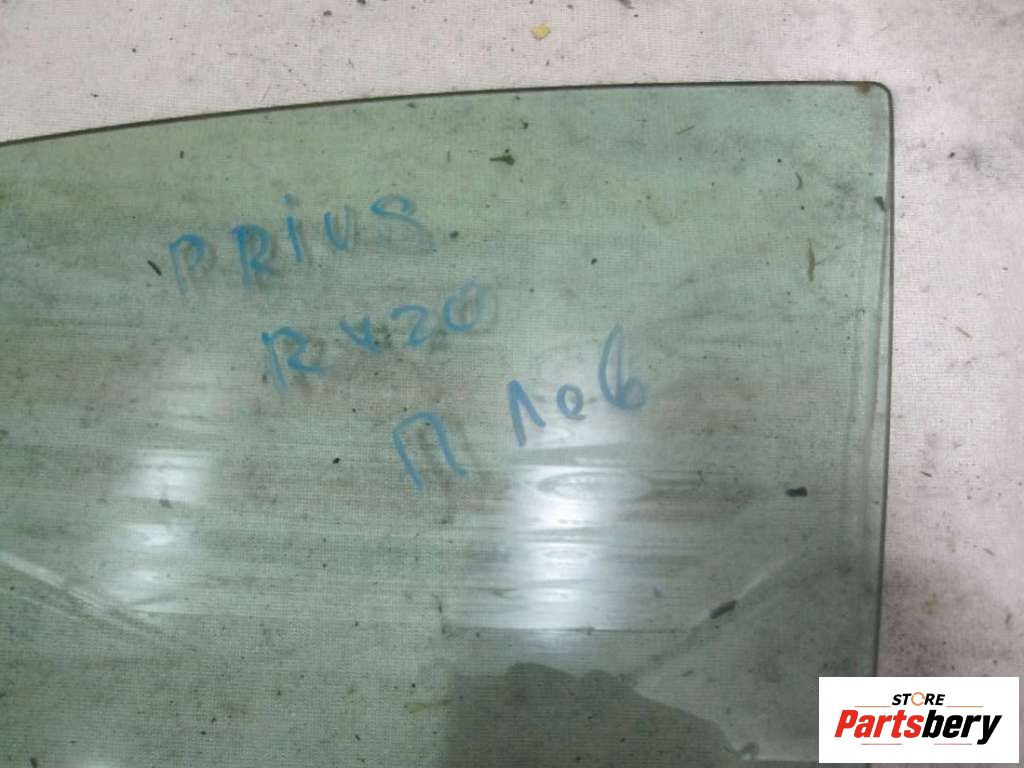 PRiUS
RX20
П Лев
STORE
Partsbery